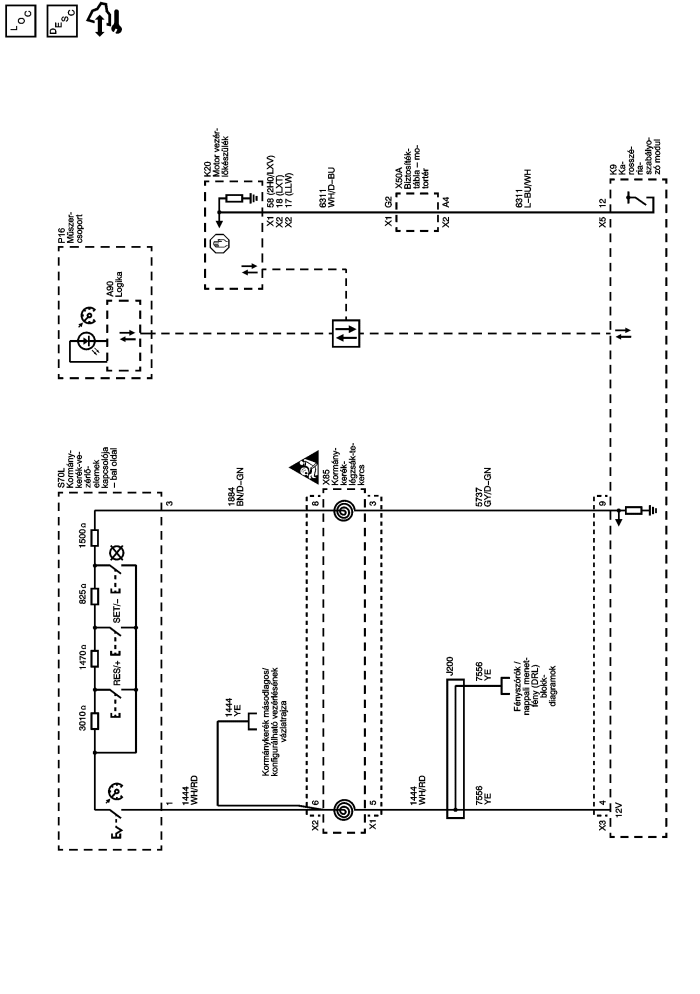 L O C
D E S C
K20
Motor vezér-
lőkészülék
58 (2H0/LXV)
18 (LXT)
17 (LLW)
X1
X2
X2
6311
WH/D–BU
X50A
Biztosíték-
tábla – mo-
tortér
G2
X1
A4
X2
6311
L–BU/WH
12
X5
K9
Ka-
rosszé-
ria-
szabályo-
zó modul
P16
Műszer-
csoport
A90
Logika
S70L
Kormány-
kerék-ve-
zérlő-
elemek
kapcsolója
– bal oldal
1500 Ω
825 Ω
SET/–
1470 Ω
RES/+
3010 Ω
3
1884
BN/D–GN
8
X85
Kormány-
kerék-
légzsák-te-
kercs
3
5737
GY/D–GN
9
1
1444
WH/RD
1444
YE
Kormánykerék másodlagos/
konfigurálható vezérlésének
vázlatrajza
6
X2
5
X1
1444
WH/RD
J200
7556
YE
Fényszórók /
nappali menet-
fény (DRL)
blokk-
diagramok
7556
YE
4
X3
12V